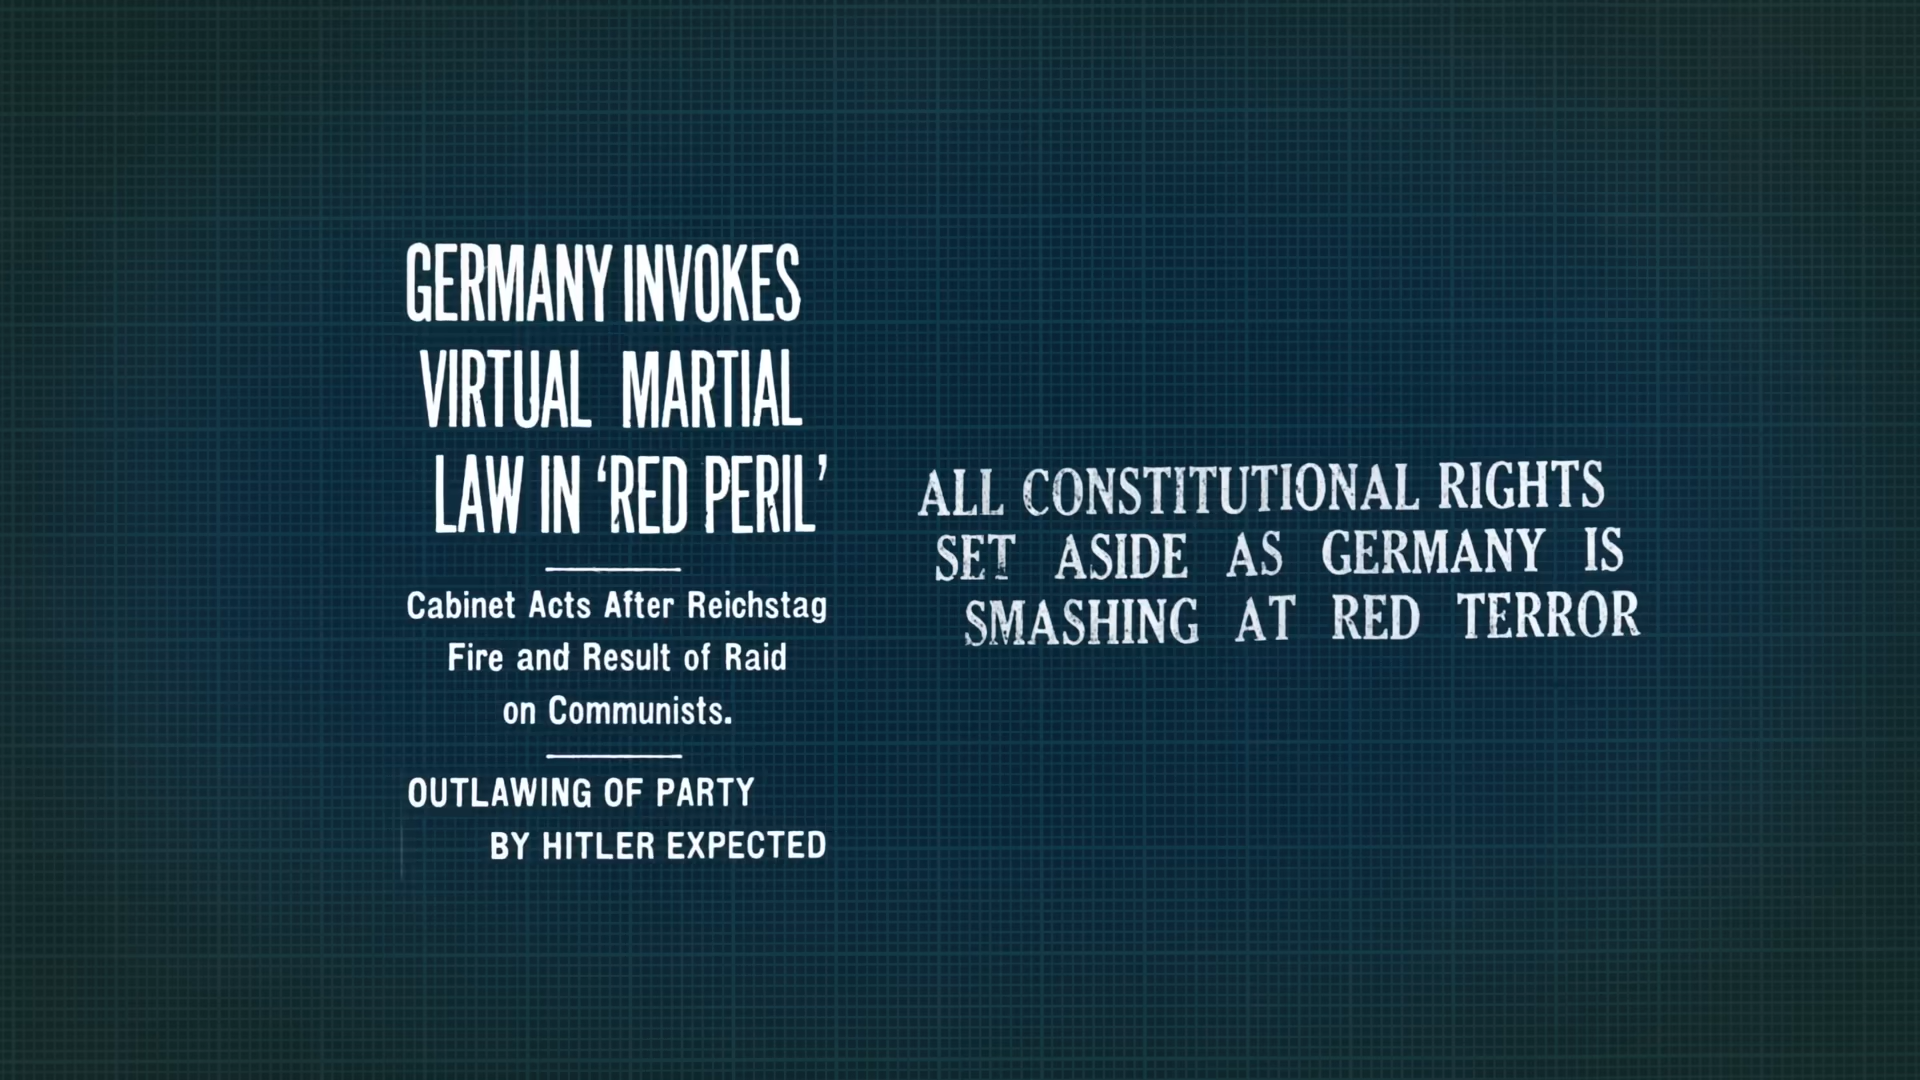 GERMANY INVOKES
VIRTUAL MARTIAL
LAW IN ‘RED PERIL’
Cabinet Acts After Reichstag
Fire and Result of Raid
on Communists.
OUTLAWING OF PARTY
BY HITLER EXPECTED
ALL CONSTITUTIONAL RIGHTS
SET ASIDE AS GERMANY IS
SMASHING AT RED TERROR